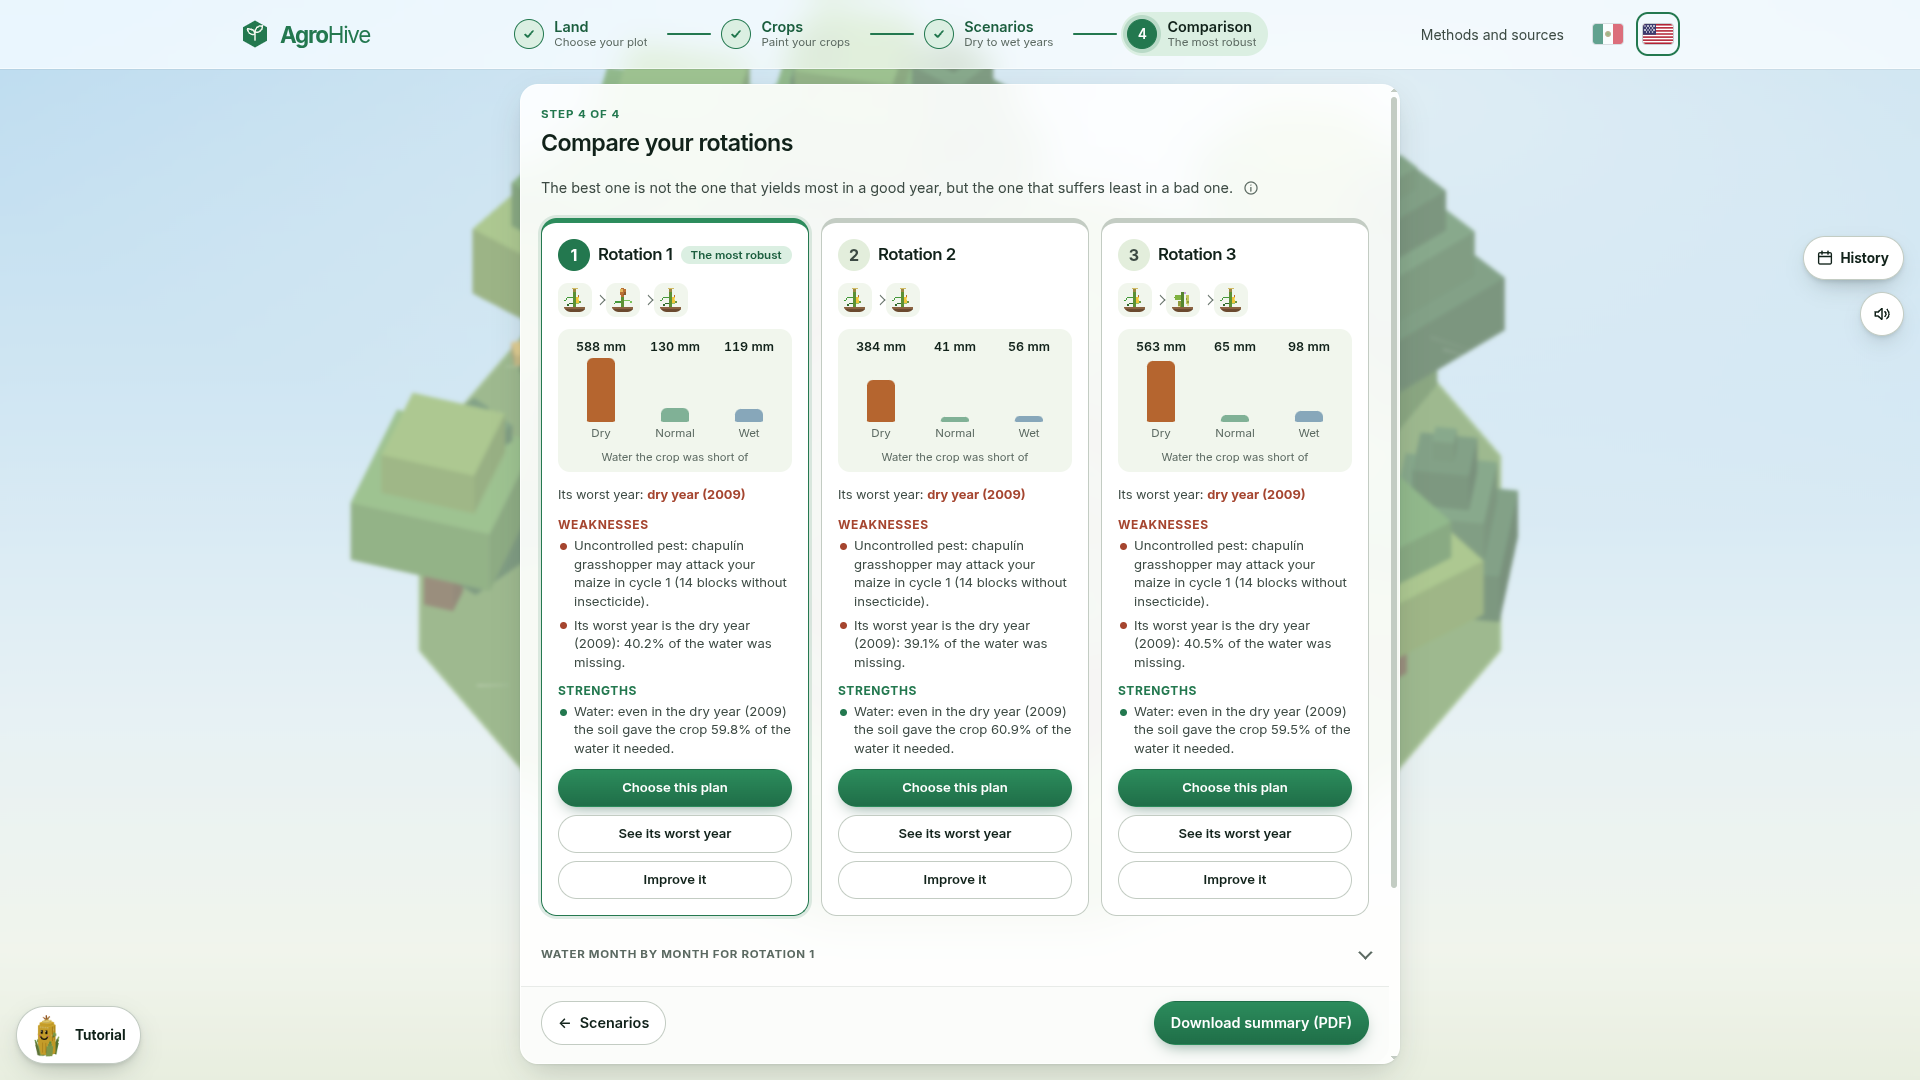 AgroHive
Land
Choose your plot
Crops
Paint your crops
Scenarios
Dry to wet years
4
Comparison
The most robust
Methods and sources
STEP 4 OF 4
Compare your rotations
The best one is not the one that yields most in a good year, but the one that suffers least in a bad one.
1
Rotation 1
The most robust
588 mm 130 mm 119 mm
Dry Normal Wet
Water the crop was short of
Its worst year: dry year (2009)
WEAKNESSES
Uncontrolled pest: chapulín
grasshopper may attack your
maize in cycle 1 (14 blocks without
insecticide).
Its worst year is the dry year
(2009): 40.2% of the water was
missing.
STRENGTHS
Water: even in the dry year (2009)
the soil gave the crop 59.8% of the
water it needed.
Choose this plan
See its worst year
Improve it
2
Rotation 2
384 mm 41 mm 56 mm
Dry Normal Wet
Water the crop was short of
Its worst year: dry year (2009)
WEAKNESSES
Uncontrolled pest: chapulín
grasshopper may attack your
maize in cycle 1 (14 blocks without
insecticide).
Its worst year is the dry year
(2009): 39.1% of the water was
missing.
STRENGTHS
Water: even in the dry year (2009)
the soil gave the crop 60.9% of the
water it needed.
Choose this plan
See its worst year
Improve it
3
Rotation 3
563 mm 65 mm 98 mm
Dry Normal Wet
Water the crop was short of
Its worst year: dry year (2009)
WEAKNESSES
Uncontrolled pest: chapulín
grasshopper may attack your
maize in cycle 1 (14 blocks without
insecticide).
Its worst year is the dry year
(2009): 40.5% of the water was
missing.
STRENGTHS
Water: even in the dry year (2009)
the soil gave the crop 59.5% of the
water it needed.
Choose this plan
See its worst year
Improve it
WATER MONTH BY MONTH FOR ROTATION 1
Scenarios
Download summary (PDF)
History
Tutorial